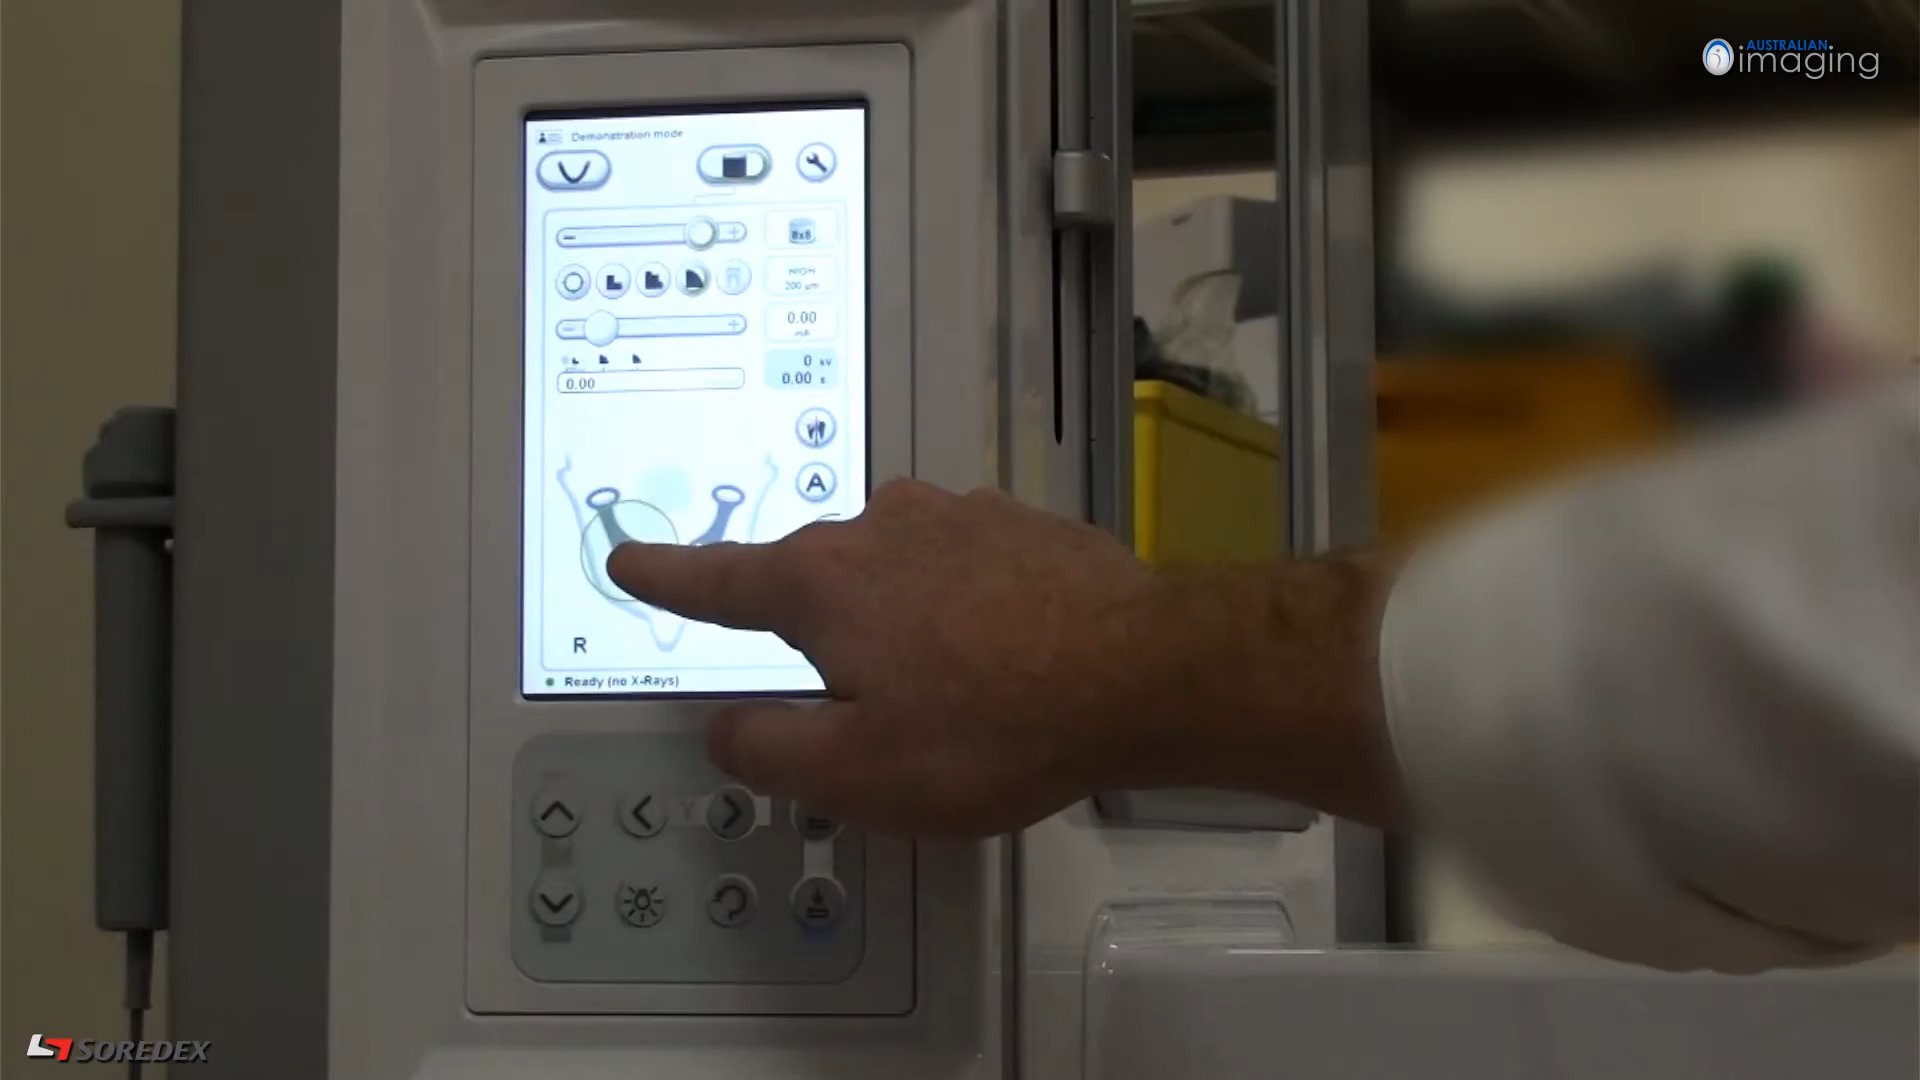 AUSTRALIAN
imaging
Demonstration mode
8x8
HIGH
200 µm
0.00
mA
0 kV
0.00 s
0.00
A
R
Ready (no X-Rays)
Y
SOREDEX